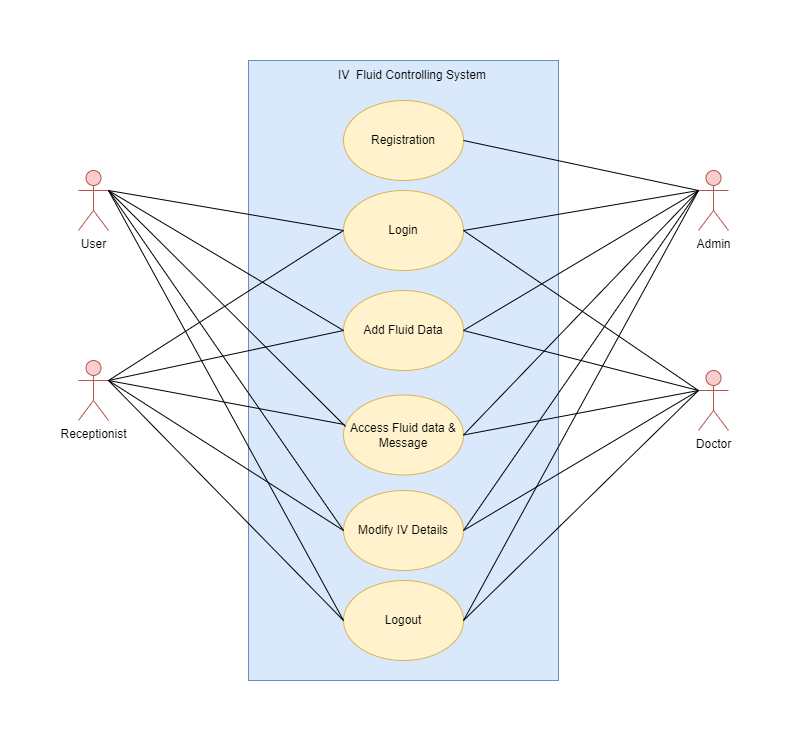 IV  Fluid Controlling System
Registration
User
Login
Admin
Add Fluid Data
Receptionist
Access Fluid data &
Message
Doctor
Modify IV Details
Logout